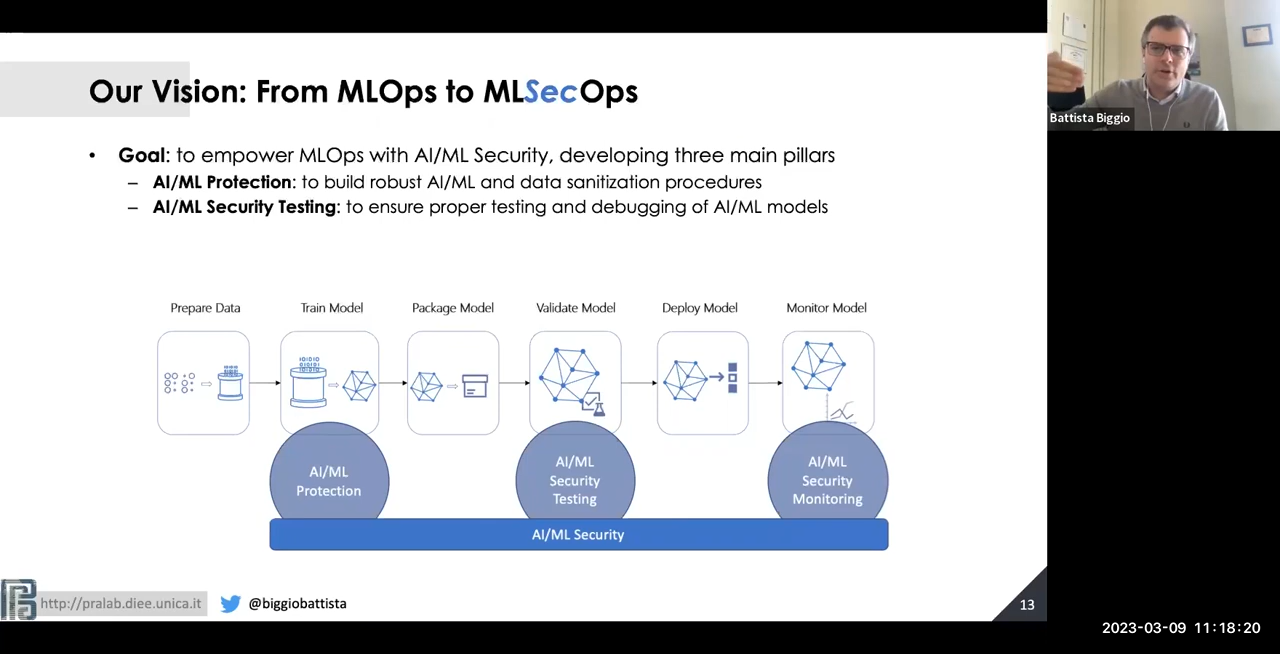 Our Vision: From MLOps to MLSecOps
• Goal: to empower MLOps with AI/ML Security, developing three main pillars
– AI/ML Protection: to build robust AI/ML and data sanitization procedures
– AI/ML Security Testing: to ensure proper testing and debugging of AI/ML models
Prepare Data
Train Model
Package Model
Validate Model
Deploy Model
Monitor Model
AI/ML
Protection
AI/ML
Security
Testing
AI/ML
Security
Monitoring
AI/ML Security
http://pralab.diee.unica.it
@biggiobattista
13
Battista Biggio
2023-03-09 11:18:20